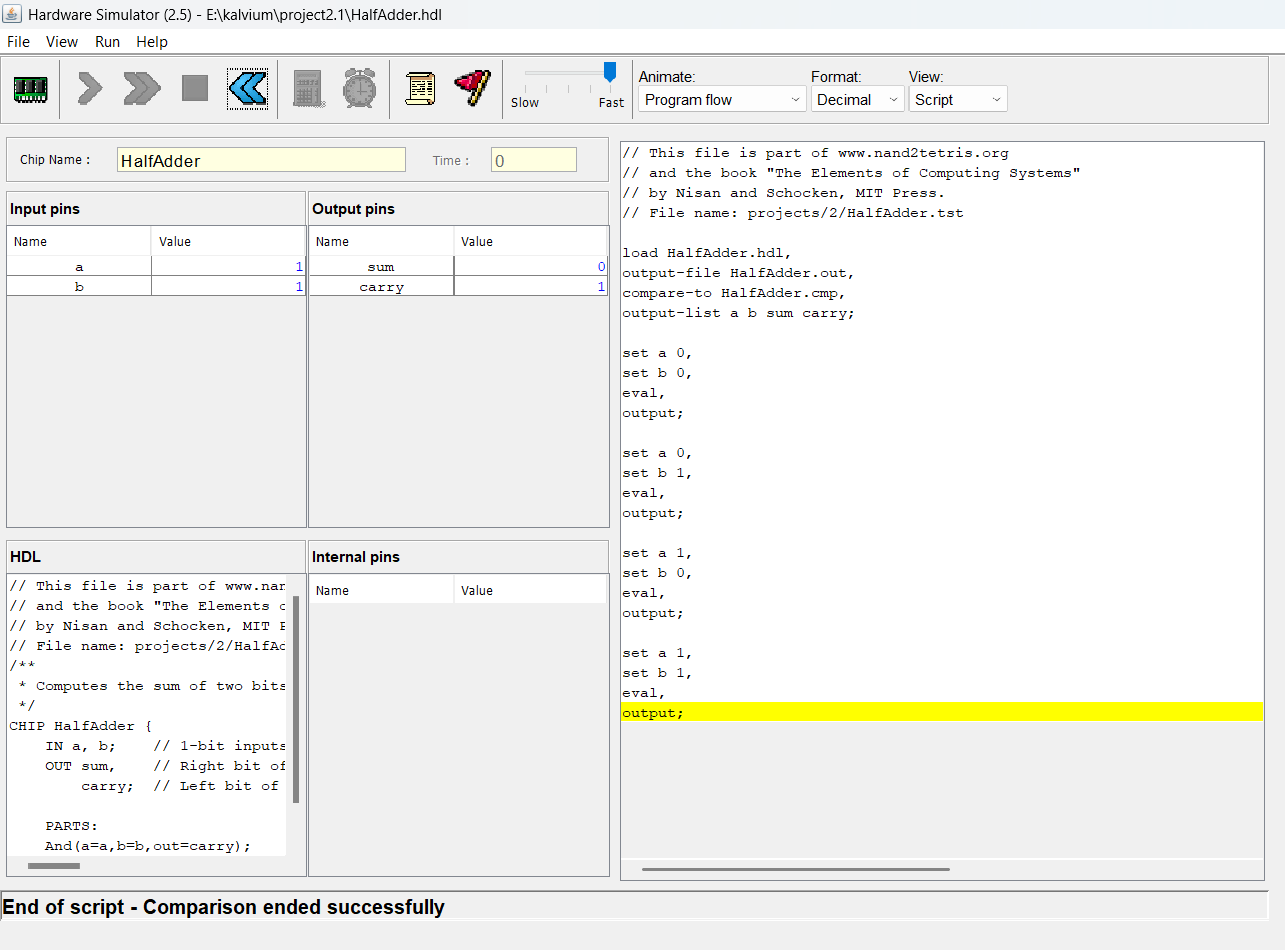 Hardware Simulator (2.5) - E:\kalvium\project2.1\HalfAdder.hdl
File View Run Help
Slow Fast
Animate: Format: View:
Program flow Decimal Script
Chip Name : HalfAdder Time : 0
Input pins
Name Value
a 1
b 1
Output pins
Name Value
sum 0
carry 1
HDL
// This file is part of www.nan
// and the book "The Elements o
// by Nisan and Schocken, MIT P
// File name: projects/2/HalfAd
/**
* Computes the sum of two bits
*/
CHIP HalfAdder {
IN a, b; // 1-bit inputs
OUT sum, // Right bit of
carry; // Left bit of
PARTS:
And(a=a,b=b,out=carry);
Internal pins
Name Value
// This file is part of www.nand2tetris.org
// and the book "The Elements of Computing Systems"
// by Nisan and Schocken, MIT Press.
// File name: projects/2/HalfAdder.tst
load HalfAdder.hdl,
output-file HalfAdder.out,
compare-to HalfAdder.cmp,
output-list a b sum carry;
set a 0,
set b 0,
eval,
output;
set a 0,
set b 1,
eval,
output;
set a 1,
set b 0,
eval,
output;
set a 1,
set b 1,
eval,
output;
End of script - Comparison ended successfully